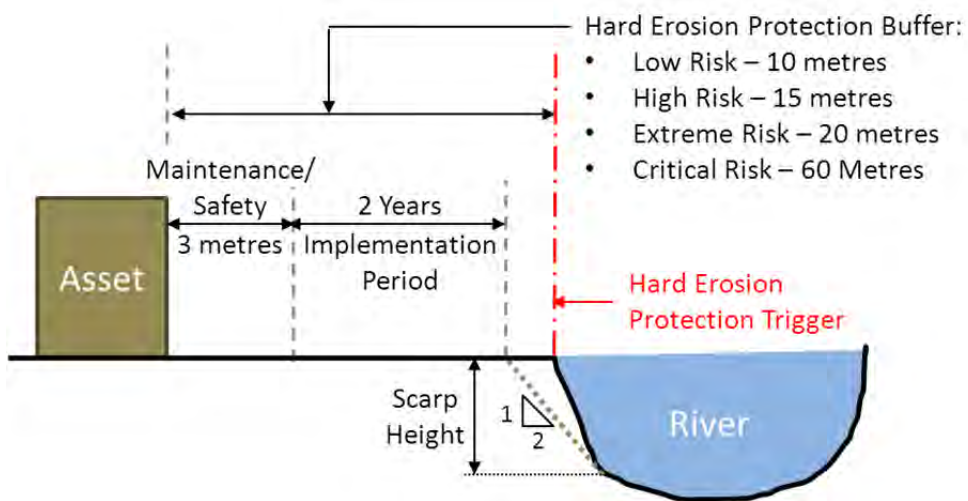 Hard Erosion Protection Buffer:
• Low Risk – 10 metres
• High Risk – 15 metres
• Extreme Risk – 20 metres
• Critical Risk – 60 Metres
Maintenance/
Safety
3 metres
2 Years
Implementation
Period
Asset
Hard Erosion
Protection Trigger
Scarp
Height
1
2
River